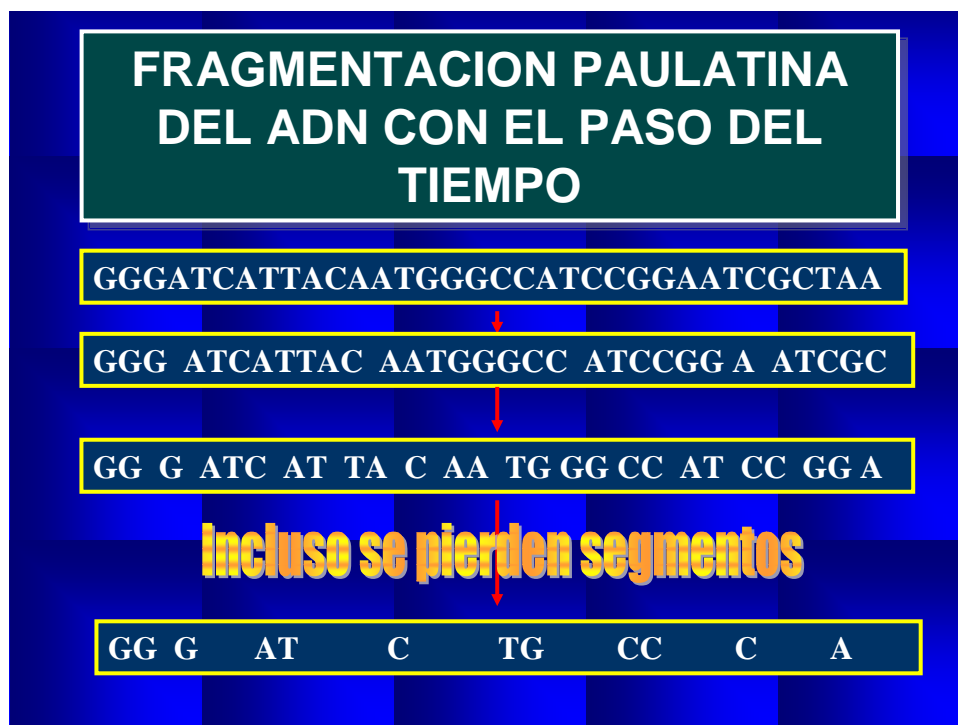 FRAGMENTACION PAULATINA
DEL ADN CON EL PASO DEL
TIEMPO
GGGATCATTACAATGGGCCATCCGGAATCGCTAA
GGG ATCATTAC AATGGGCC ATCCGG A ATCGC
GG G ATC AT TA C AA TG GG CC AT CC GG A
Incluso se pierden segmentos
GG G AT C TG CC C A